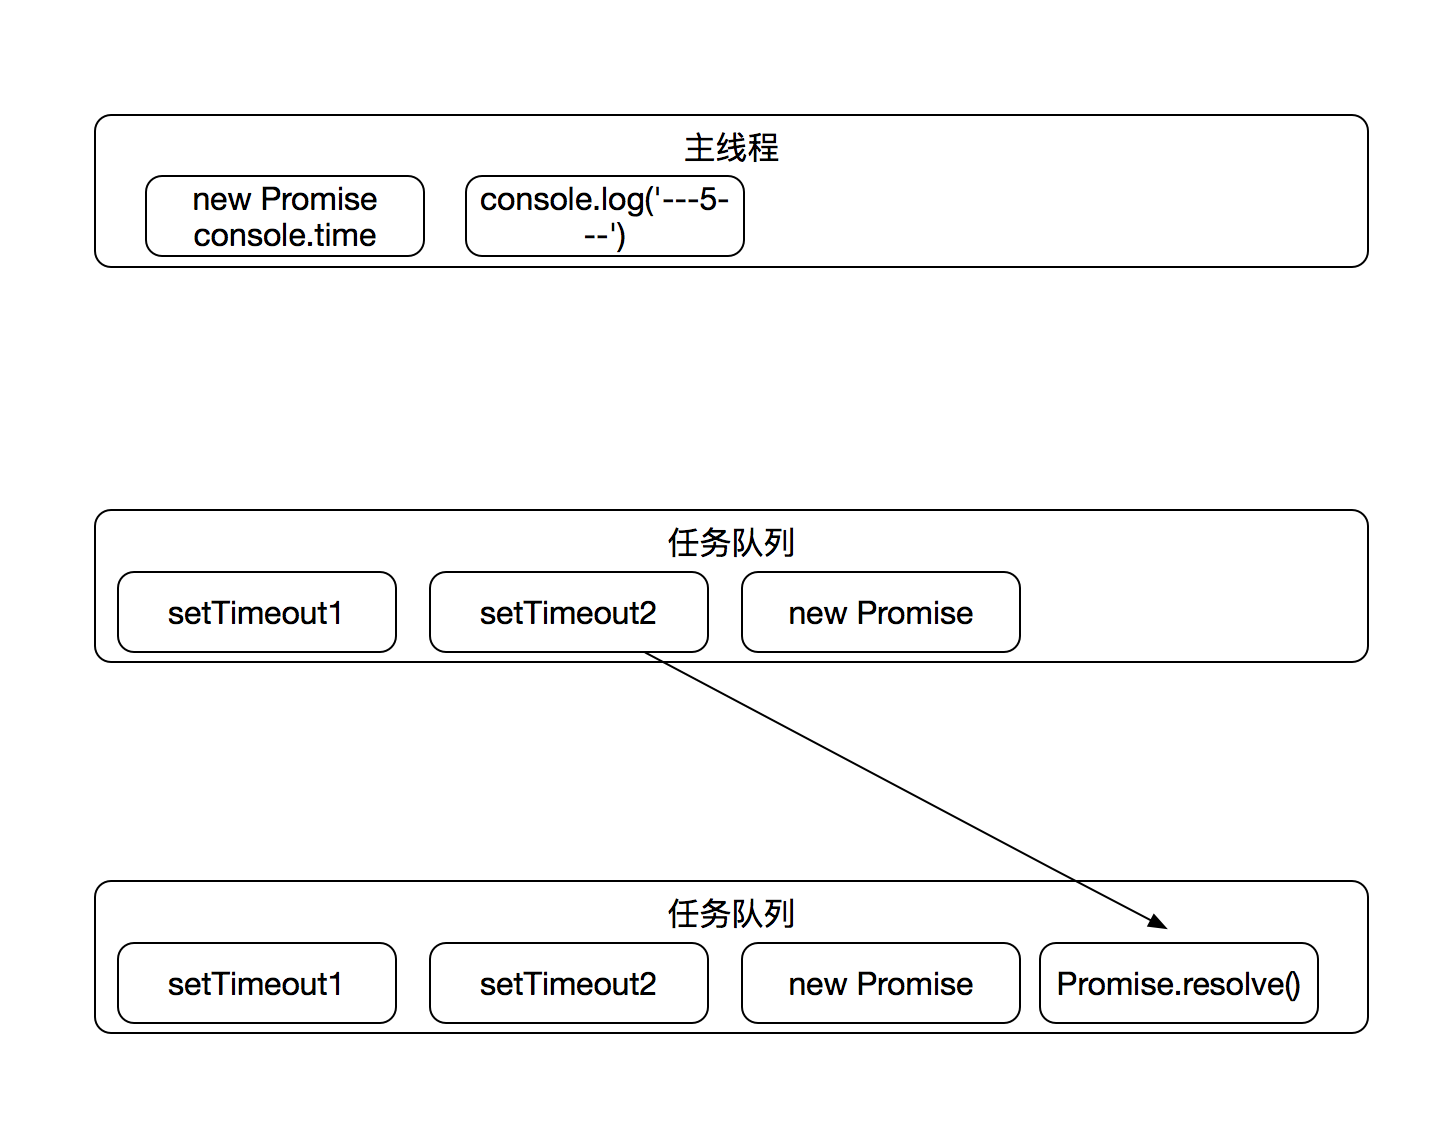 主线程
new Promise
console.time
console.log('---5-
--')
任务队列
setTimeout1
setTimeout2
new Promise
任务队列
setTimeout1
setTimeout2
new Promise
Promise.resolve()